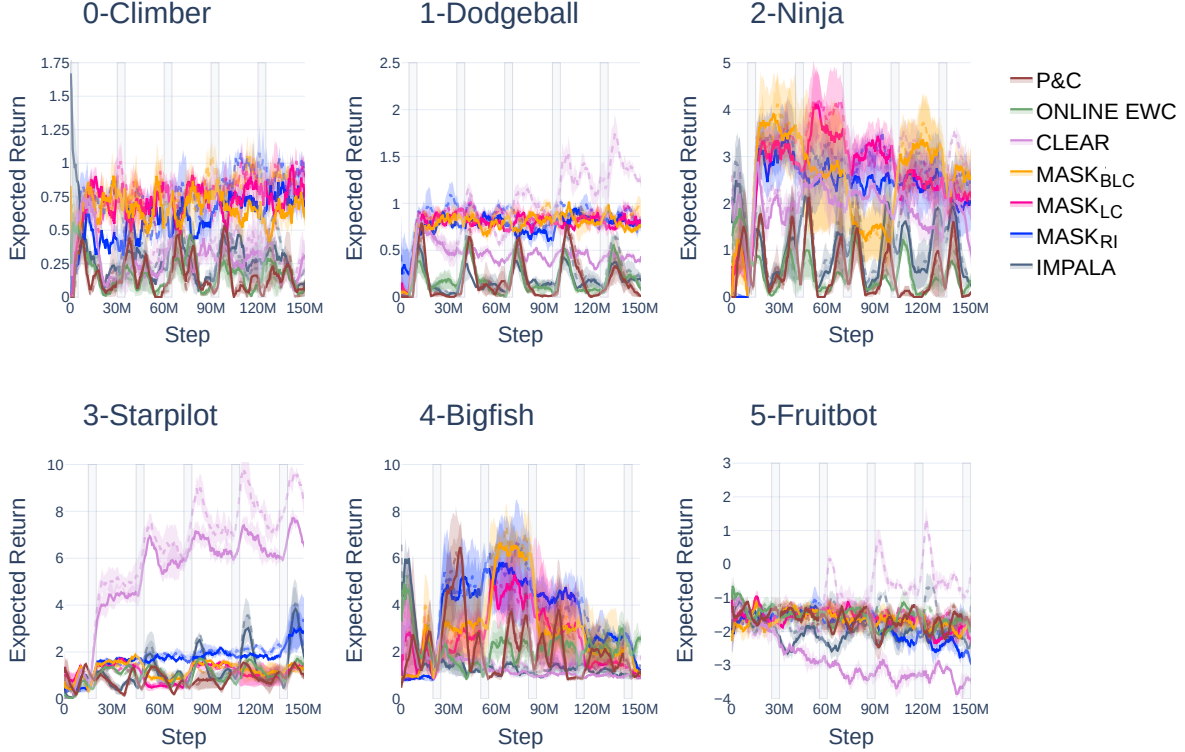 0-Climber
1-Dodgeball
2-Ninja
Expected Return
1.75
1.5
1.25
1
0.75
0.5
0.25
0
0
30M
60M
90M
120M
150M
Step
Expected Return
2.5
2
1.5
1
0.5
0
0
30M
60M
90M
120M
150M
Step
Expected Return
5
4
3
2
1
0
0
30M
60M
90M
120M
150M
Step
P&C
ONLINE EWC
CLEAR
MASK_BLC
MASK_LC
MASK_RI
IMPALA
3-Starpilot
4-Bigfish
5-Fruitbot
Expected Return
10
8
6
4
2
0
0
30M
60M
90M
120M
150M
Step
Expected Return
10
8
6
4
2
0
0
30M
60M
90M
120M
150M
Step
Expected Return
3
2
1
0
−1
−2
−3
−4
0
30M
60M
90M
120M
150M
Step